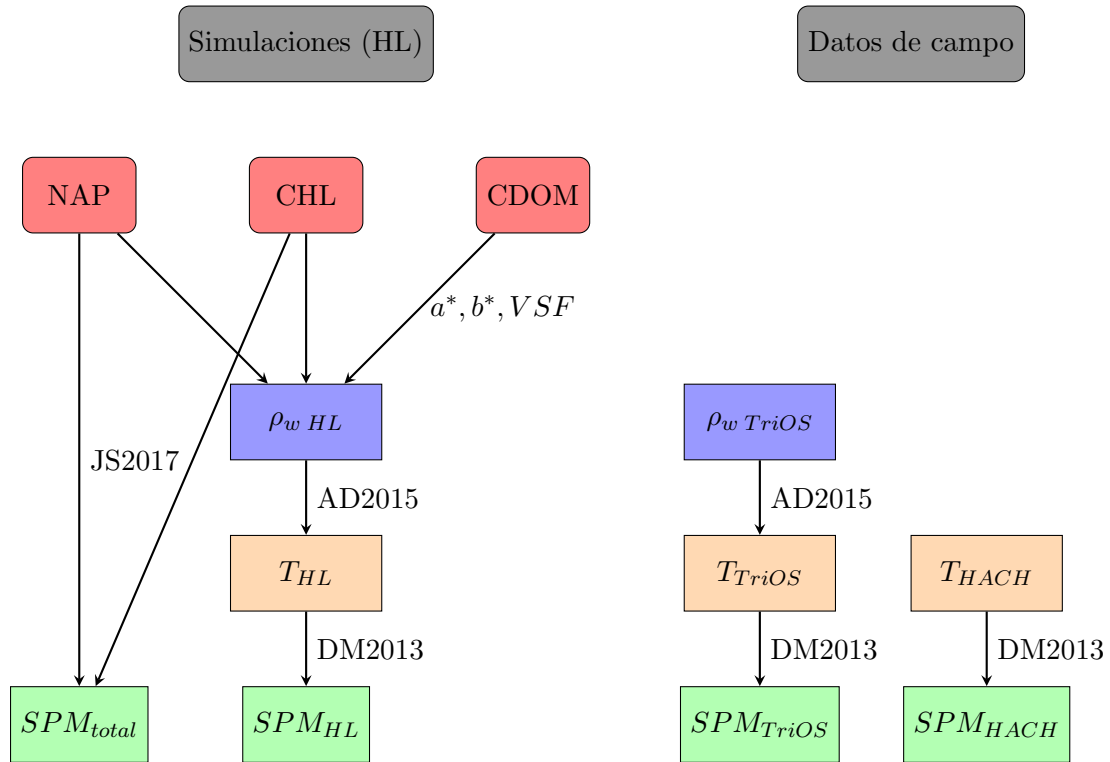 Simulaciones (HL)
Datos de campo
NAP
CHL
CDOM
a*, b*, VSF
ρw HL
ρw TriOS
JS2017
AD2015
AD2015
THL
TTriOS
THACH
DM2013
DM2013
DM2013
SPMtotal
SPMHL
SPMTriOS
SPMHACH